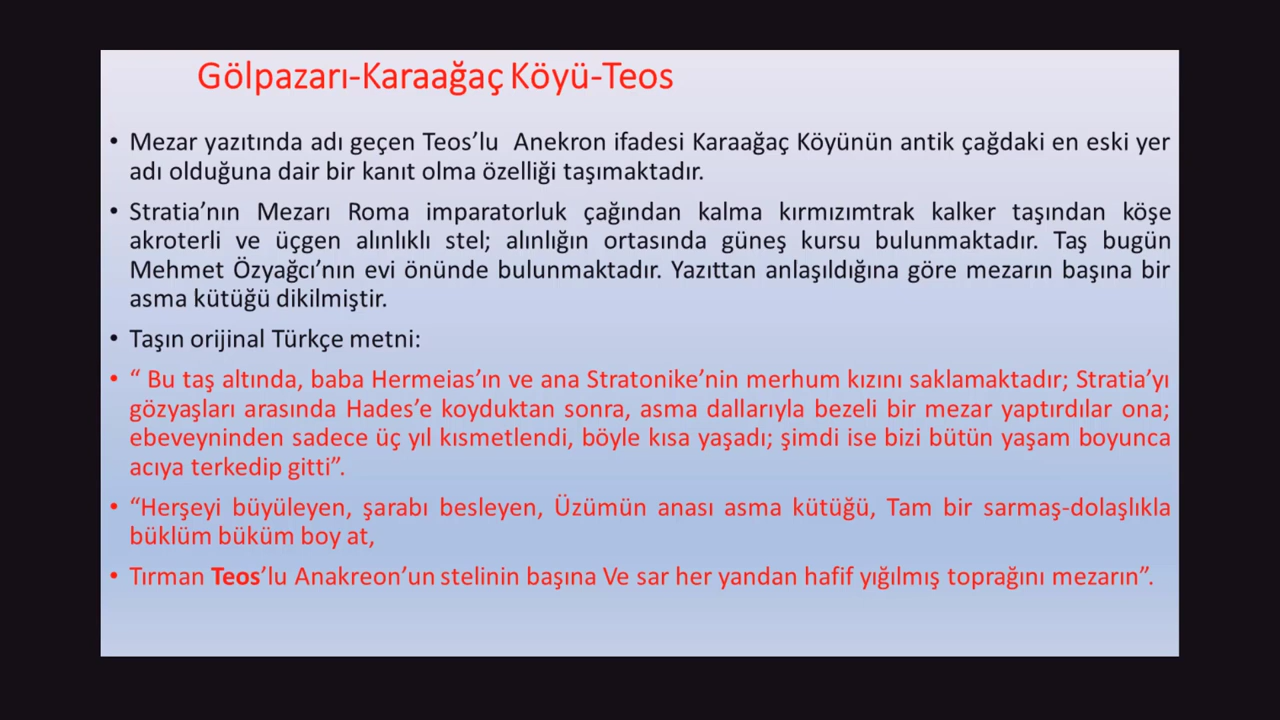 Gölpazarı-Karaağaç Köyü-Teos
• Mezar yazıtında adı geçen Teos’lu Anekron ifadesi Karaağaç Köyünün antik çağdaki en eski yer
adı olduğuna dair bir kanıt olma özelliği taşımaktadır.
• Stratia’nın Mezarı Roma imparatorluk çağından kalma kırmızımtrak kalker taşından köşe
akroterli ve üçgen alınlıklı stel; alınlığın ortasında güneş kursu bulunmaktadır. Taş bugün
Mehmet Özyağcı’nın evi önünde bulunmaktadır. Yazıttan anlaşıldığına göre mezarın başına bir
asma kütüğü dikilmiştir.
• Taşın orijinal Türkçe metni:
• “ Bu taş altında, baba Hermeias’ın ve ana Stratonike’nin merhum kızını saklamaktadır; Stratia’yı
gözyaşları arasında Hades’e koyduktan sonra, asma dallarıyla bezeli bir mezar yaptırdılar ona;
ebeveyninden sadece üç yıl kısmetlendi, böyle kısa yaşadı; şimdi ise bizi bütün yaşam boyunca
acıya terkedip gitti”.
• “Herşeyi büyüleyen, şarabı besleyen, Üzümün anası asma kütüğü, Tam bir sarmaş-dolaşlıkla
büklüm büküm boy at,
• Tırman Teos’lu Anakreon’un stelinin başına Ve sar her yandan hafif yığılmış toprağını mezarın”.